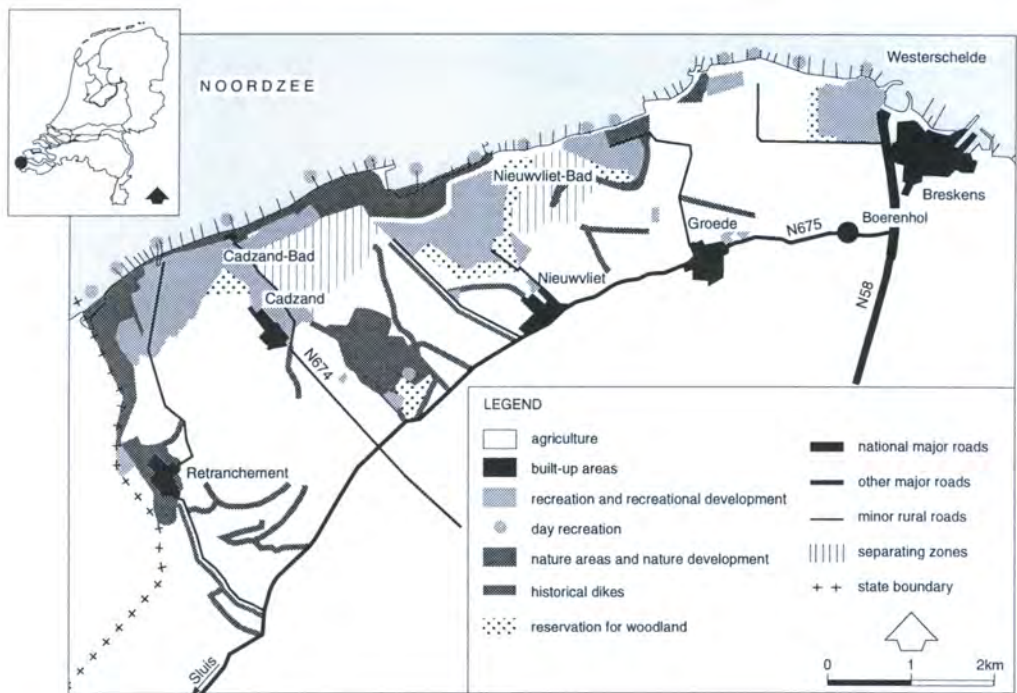 NOORDZEE
Westerschelde
Nieuwvliet-Bad
Breskens
Groede
N675
Boerenhol
Cadzand-Bad
Nieuwvliet
Cadzand
N58
N674
Retranchement
Sluis
LEGEND
agriculture
built-up areas
recreation and recreational development
day recreation
nature areas and nature development
historical dikes
reservation for woodland
national major roads
other major roads
minor rural roads
separating zones
state boundary
0 1 2km